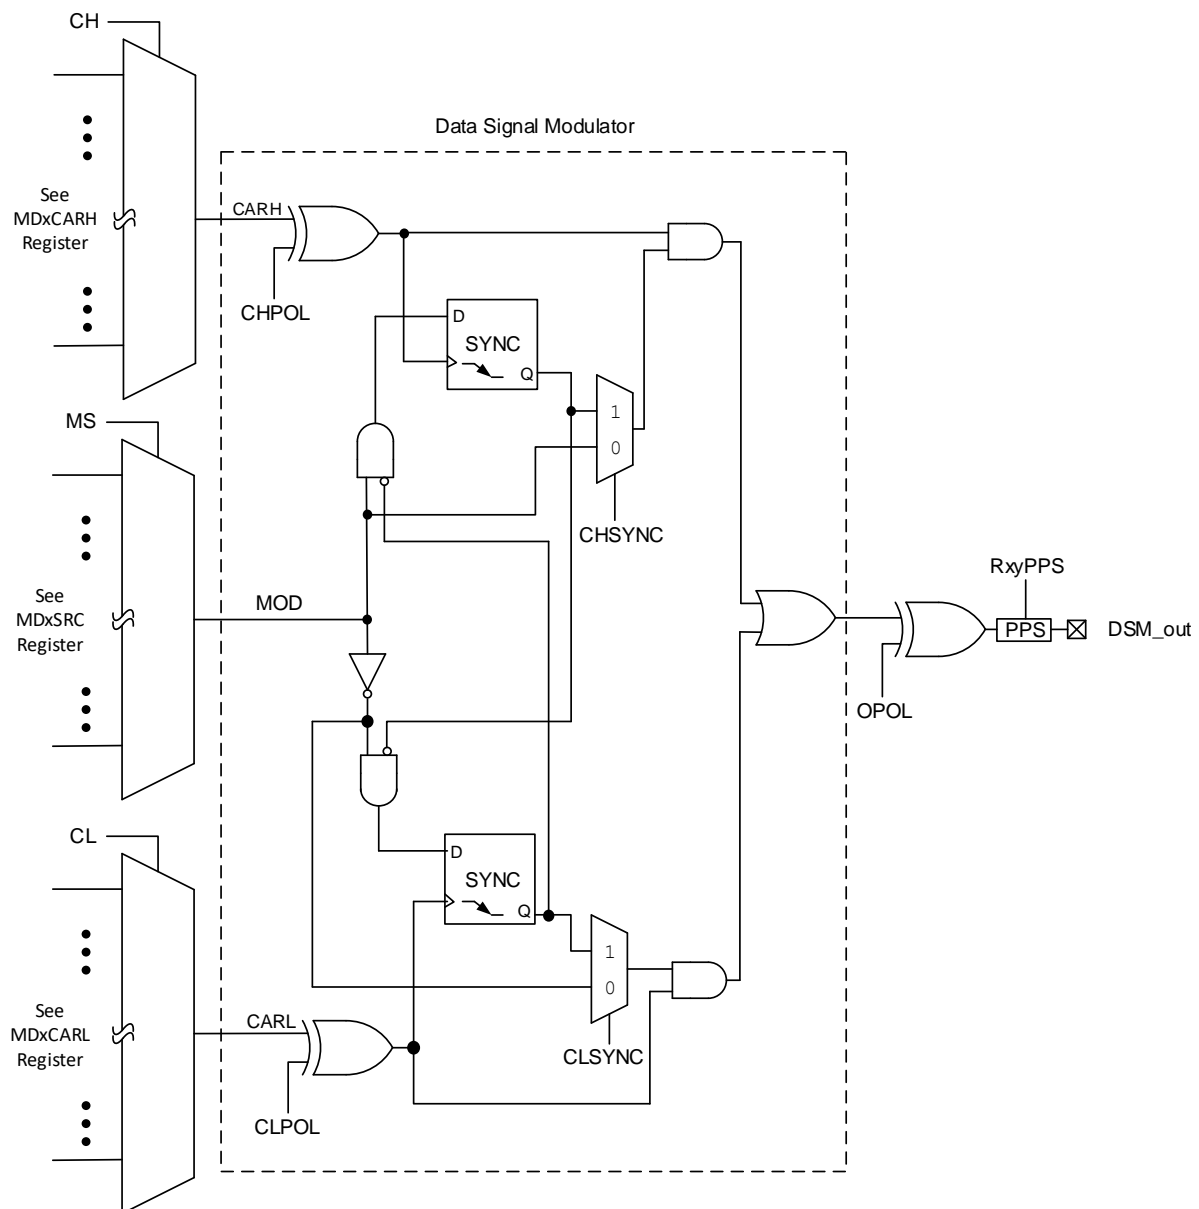 CH
Data Signal Modulator
See
MDxCARH
Register
CARH
CHPOL
D
SYNC
Q
1
0
CHSYNC
MS
See
MDxSRC
Register
MOD
RxyPPS
PPS
DSM_out
OPOL
CL
D
SYNC
Q
1
0
CLSYNC
See
MDxCARL
Register
CARL
CLPOL